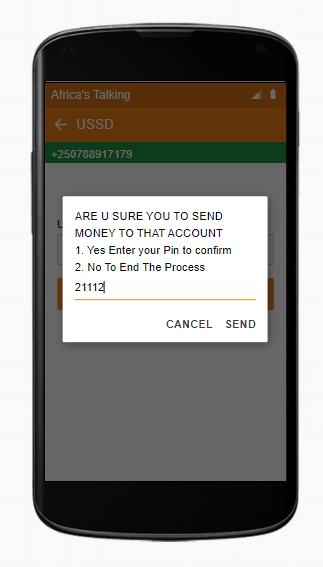 Africa's Talking
USSD
+250788917179
ARE U SURE YOU TO SEND
MONEY TO THAT ACCOUNT
1. Yes Enter your Pin to confirm
2. No To End The Process
21112
CANCEL SEND